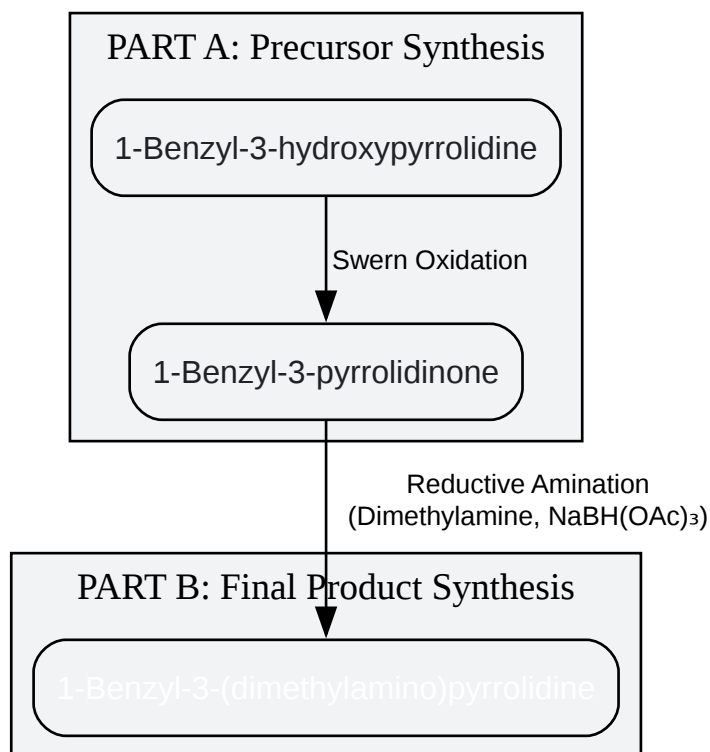 PART A: Precursor Synthesis
1-Benzyl-3-hydroxypyrrolidine
Swern Oxidation
1-Benzyl-3-pyrrolidinone
Reductive Amination
(Dimethylamine, NaBH(OAc)₃)
PART B: Final Product Synthesis
1-Benzyl-3-(dimethylamino)pyrrolidine